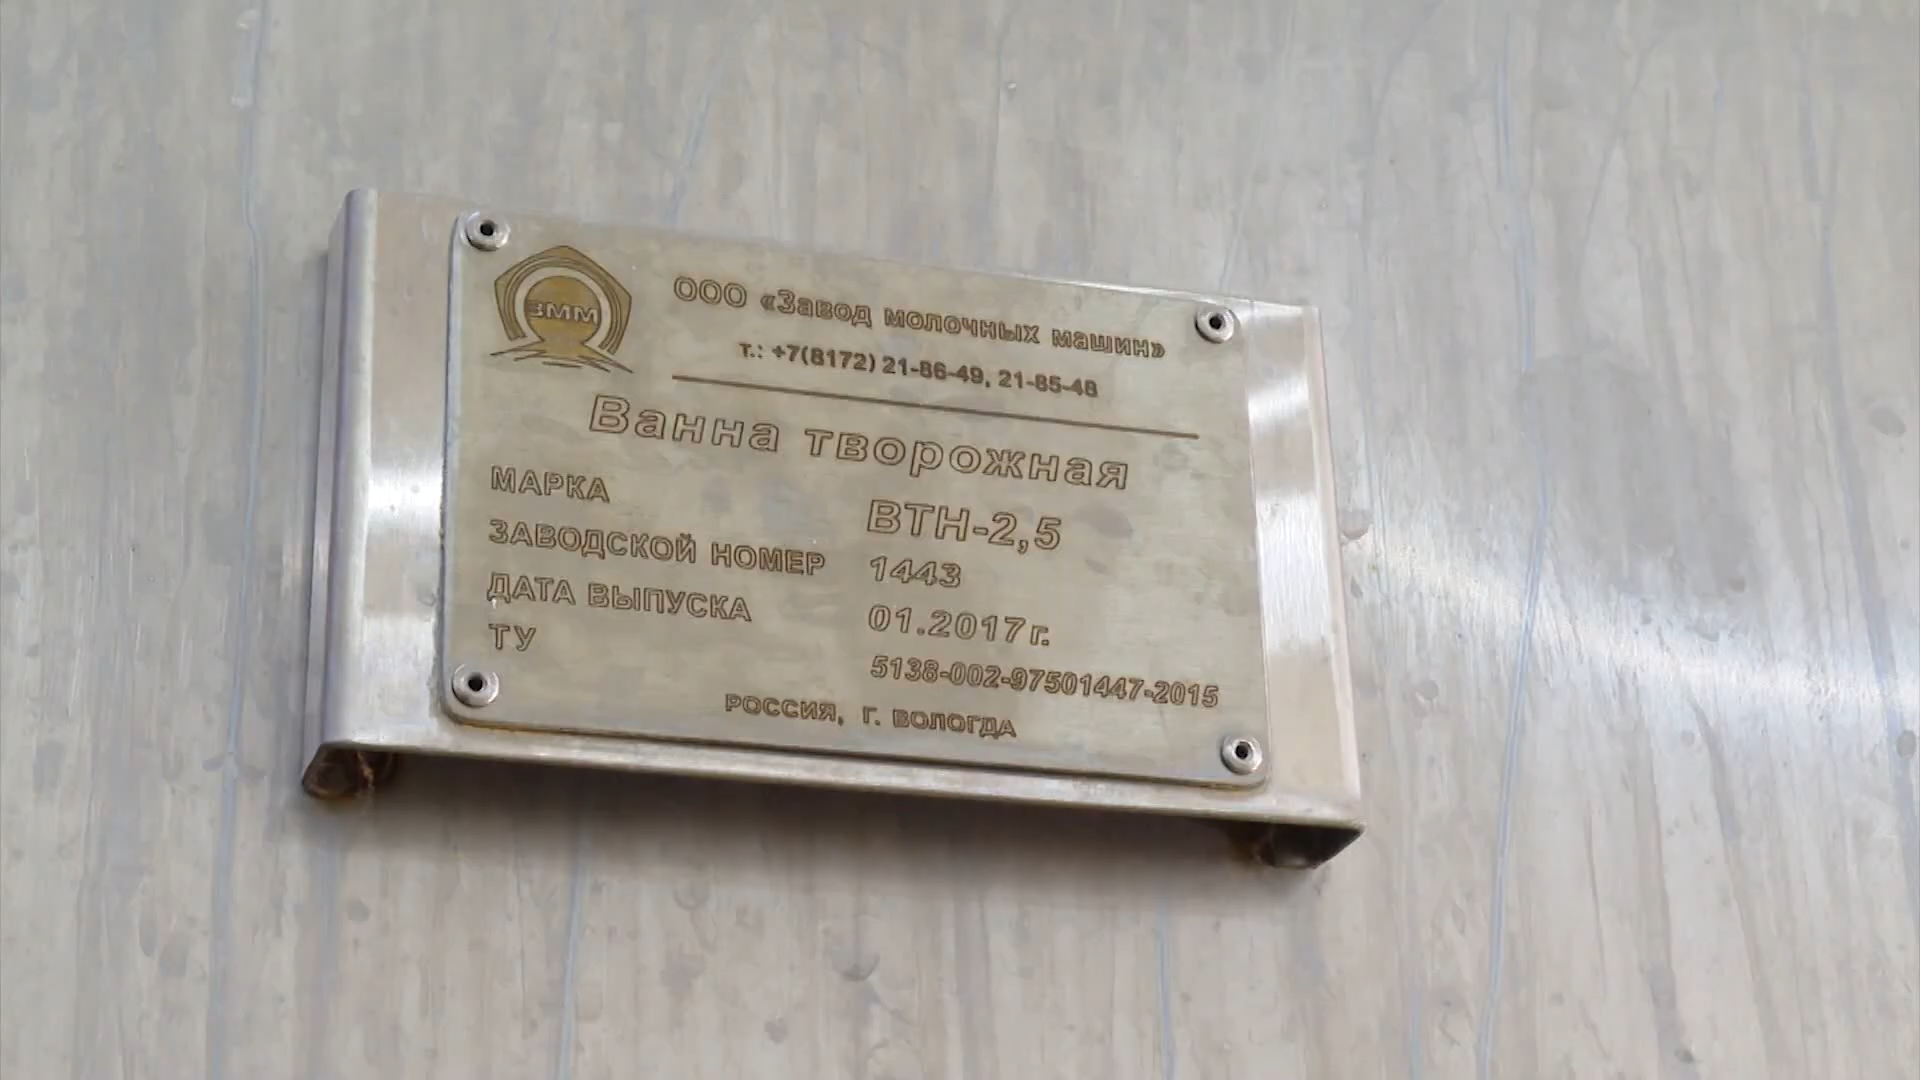 ЗММ
ООО «Завод молочных машин»
т.: +7(8172) 21-86-49, 21-85-48
Ванна творожная
МАРКА ВТН-2,5
ЗАВОДСКОЙ НОМЕР 1443
ДАТА ВЫПУСКА 01.2017г.
ТУ 5138-002-97501447-2015
РОССИЯ, Г. ВОЛОГДА